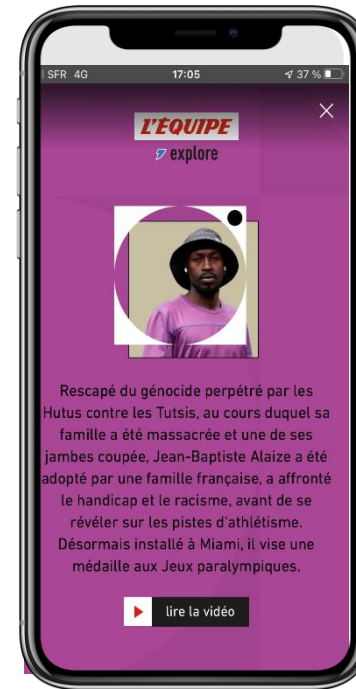 SFR 4G 17:05 37 %
L'ÉQUIPE
explore
Rescapé du génocide perpétré par les
Hutus contre les Tutsis, au cours duquel sa
famille a été massacrée et une de ses
jambes coupée, Jean-Baptiste Alaize a été
adopté par une famille française, a affronté
le handicap et le racisme, avant de se
révéler sur les pistes d'athlétisme.
Désormais installé à Miami, il vise une
médaille aux Jeux paralympiques.
lire la vidéo